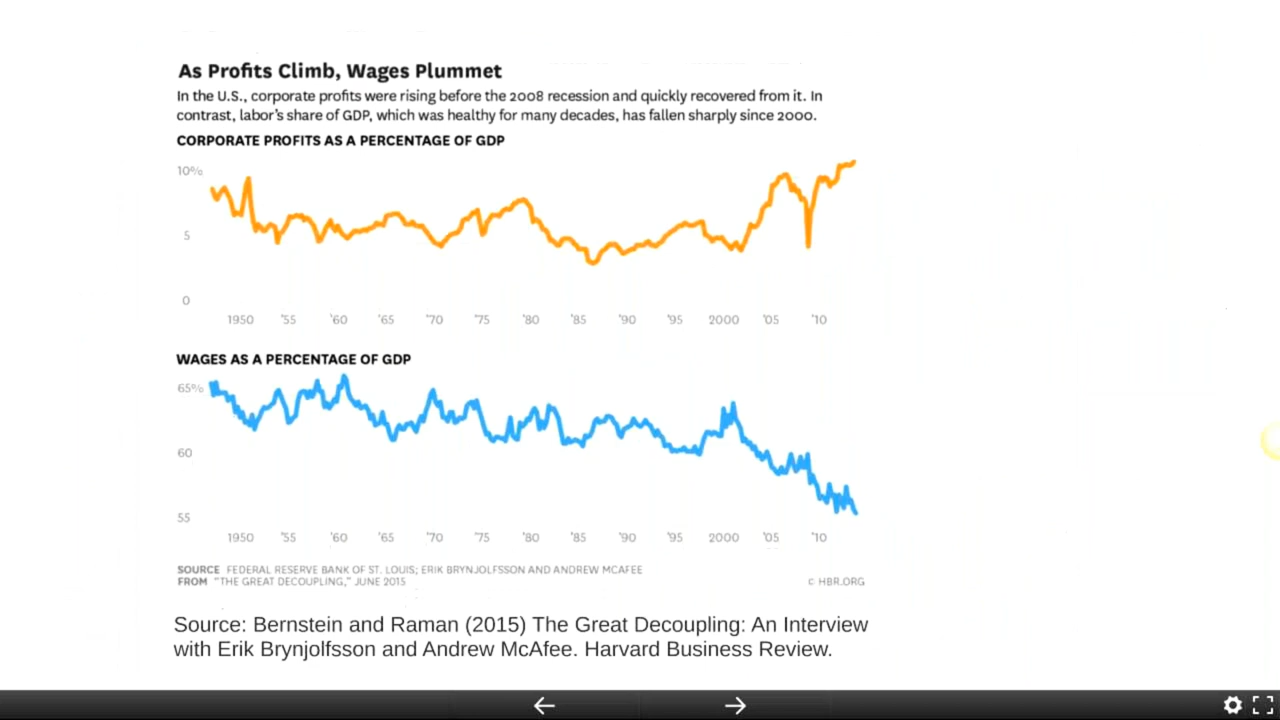 As Profits Climb, Wages Plummet
In the U.S., corporate profits were rising before the 2008 recession and quickly recovered from it. In
contrast, labor's share of GDP, which was healthy for many decades, has fallen sharply since 2000.
CORPORATE PROFITS AS A PERCENTAGE OF GDP
10%
5
0
1950 '55 '60 '65 '70 '75 '80 '85 '90 '95 2000 '05 '10
WAGES AS A PERCENTAGE OF GDP
65%
60
55
1950 '55 '60 '65 '70 '75 '80 '85 '90 '95 2000 '05 '10
SOURCE FEDERAL RESERVE BANK OF ST. LOUIS; ERIK BRYNJOLFSSON AND ANDREW MCAFEE
FROM "THE GREAT DECOUPLING," JUNE 2015 © HBR.ORG
Source: Bernstein and Raman (2015) The Great Decoupling: An Interview
with Erik Brynjolfsson and Andrew McAfee. Harvard Business Review.